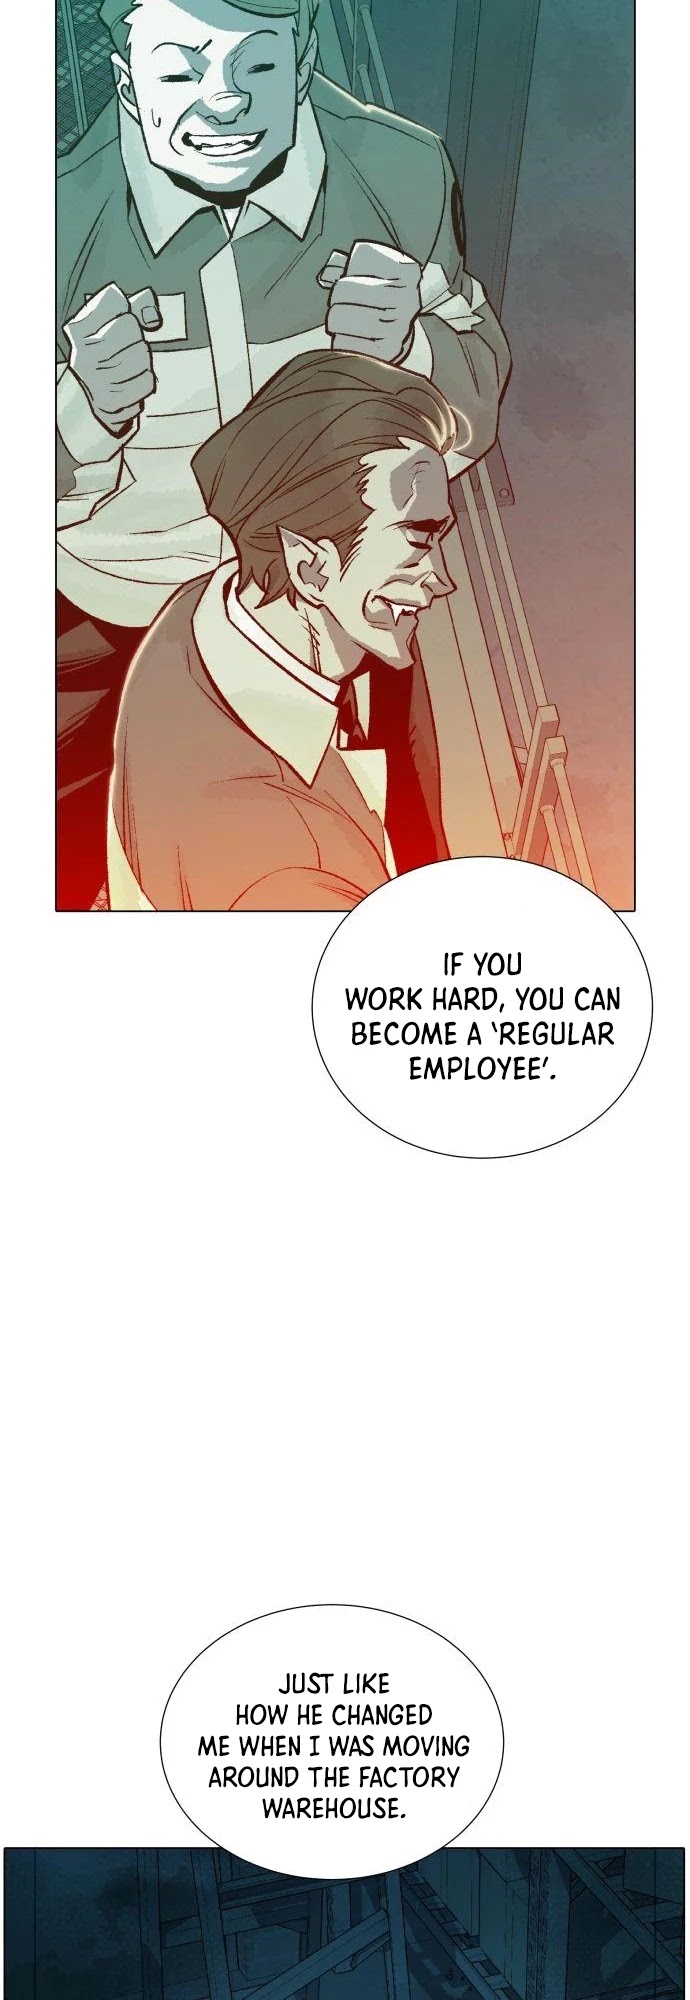 IF YOU
WORK HARD, YOU CAN
BECOME A 'REGULAR
EMPLOYEE'.
JUST LIKE
HOW HE CHANGED
ME WHEN I WAS MOVING
AROUND THE FACTORY
WAREHOUSE.